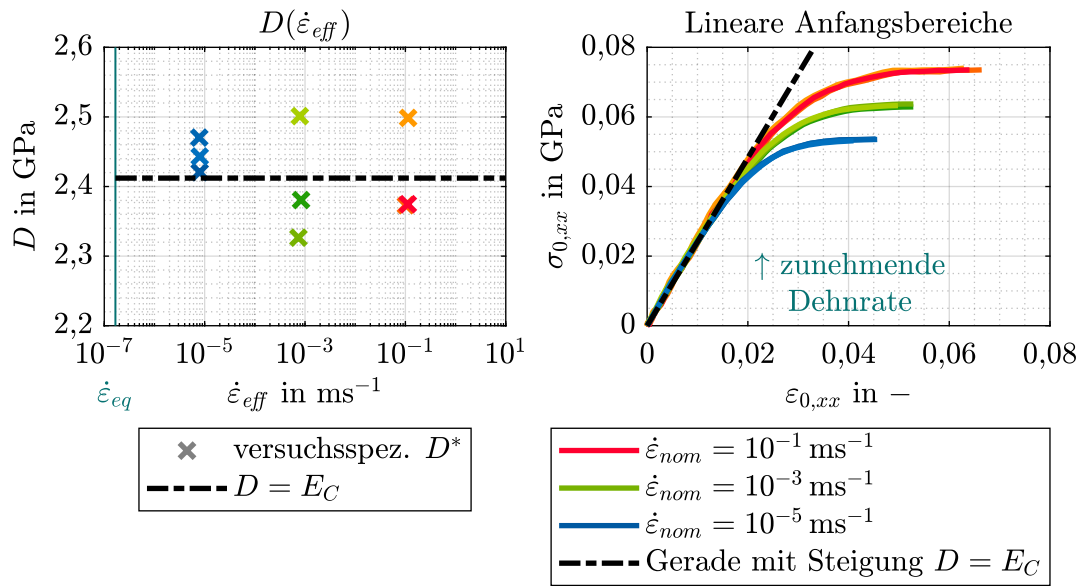 D(ε̇_eff)
D in GPa
2,6
2,5
2,4
2,3
2,2
10⁻⁷ 10⁻⁵ 10⁻³ 10⁻¹ 10¹
ε̇_eq
ε̇_eff in ms⁻¹
versuchsspez. D*
D = E_C
Lineare Anfangsbereiche
σ_0,xx in GPa
0,08
0,06
0,04
0,02
0
↑ zunehmende
Dehnrate
0 0,02 0,04 0,06 0,08
ε_0,xx in −
ε̇_nom = 10⁻¹ ms⁻¹
ε̇_nom = 10⁻³ ms⁻¹
ε̇_nom = 10⁻⁵ ms⁻¹
Gerade mit Steigung D = E_C